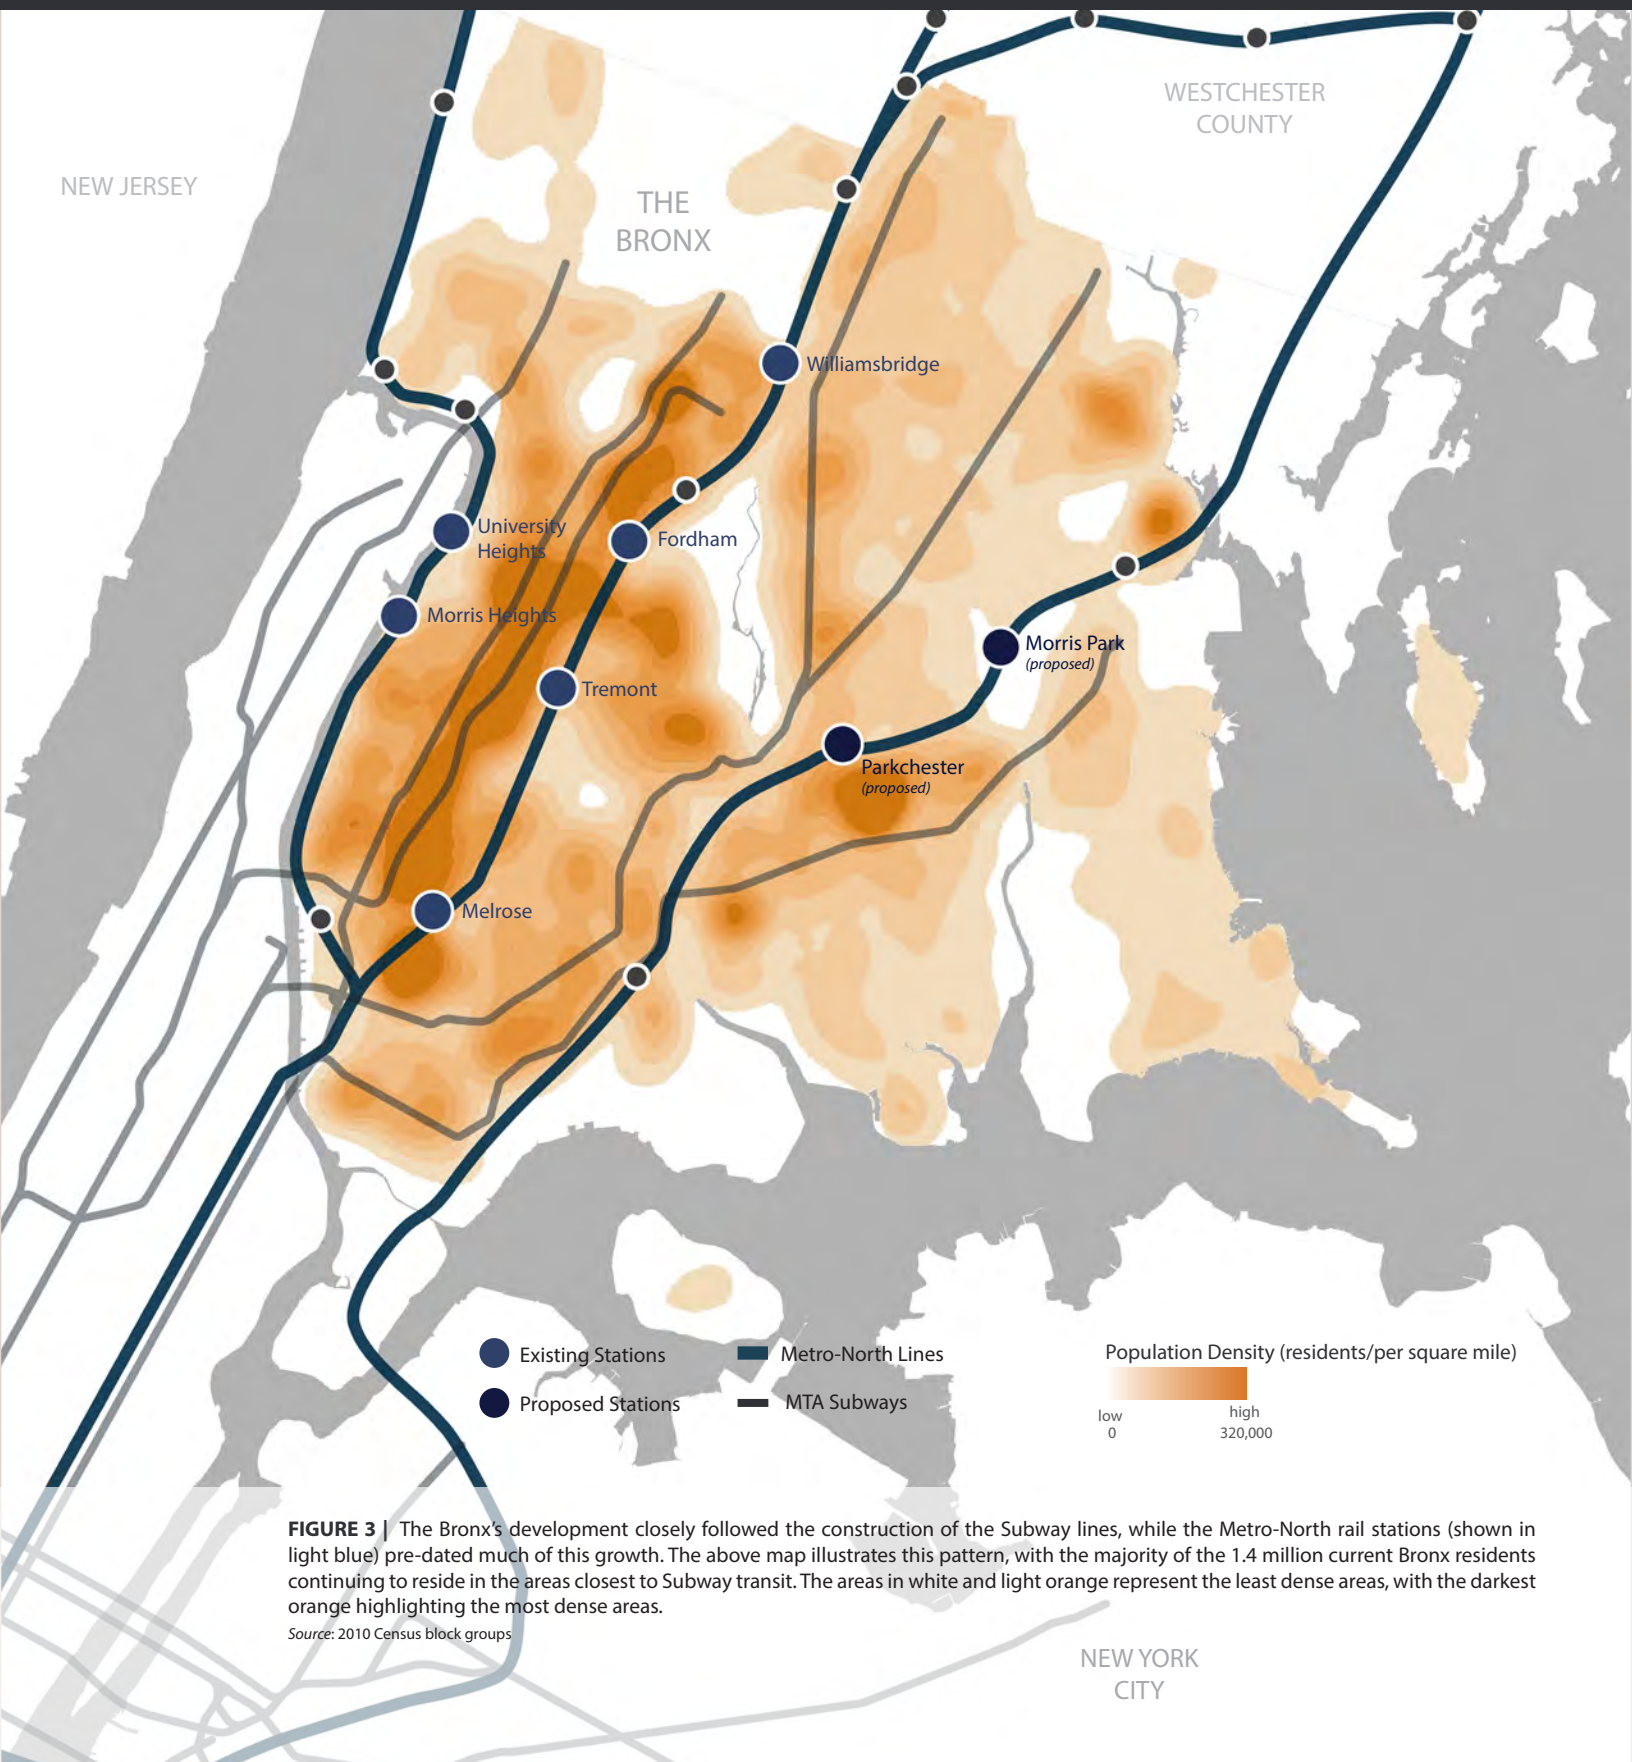 WESTCHESTER
COUNTY
NEW JERSEY
THE
BRONX
Williamsbridge
University
Heights
Fordham
Morris Heights
Morris Park
(proposed)
Tremont
Parkchester
(proposed)
Melrose
Existing Stations
Proposed Stations
Metro-North Lines
MTA Subways
Population Density (residents/per square mile)
low
0
high
320,000
FIGURE 3 | The Bronx's development closely followed the construction of the Subway lines, while the Metro-North rail stations (shown in
light blue) pre-dated much of this growth. The above map illustrates this pattern, with the majority of the 1.4 million current Bronx residents
continuing to reside in the areas closest to Subway transit. The areas in white and light orange represent the least dense areas, with the darkest
orange highlighting the most dense areas.
Source: 2010 Census block groups
NEW YORK
CITY